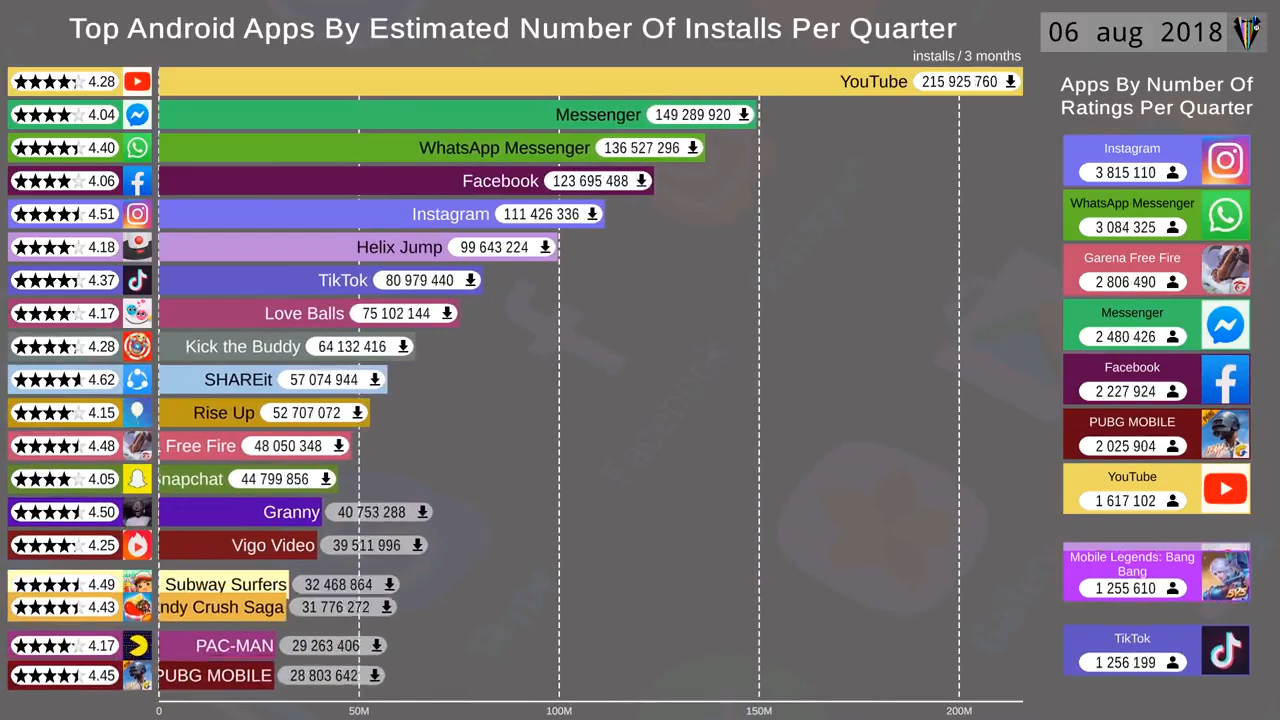 Top Android Apps By Estimated Number Of Installs Per Quarter
06 aug 2018
installs / 3 months
4.28 YouTube 215 925 760
4.04 Messenger 149 289 920
4.40 WhatsApp Messenger 136 527 296
4.06 Facebook 123 695 488
4.51 Instagram 111 426 336
4.18 Helix Jump 99 643 224
4.37 TikTok 80 979 440
4.17 Love Balls 75 102 144
4.28 Kick the Buddy 64 132 416
4.62 SHAREit 57 074 944
4.15 Rise Up 52 707 072
4.48 Free Fire 48 050 348
4.05 napchat 44 799 856
4.50 Granny 40 753 288
4.25 Vigo Video 39 511 996
4.49 Subway Surfers 32 468 864
4.43 ndy Crush Saga 31 776 272
4.17 PAC-MAN 29 263 406
4.45 PUBG MOBILE 28 803 642
0 50M 100M 150M 200M
Apps By Number Of
Ratings Per Quarter
Instagram
3 815 110
WhatsApp Messenger
3 084 325
Garena Free Fire
2 806 490
Messenger
2 480 426
Facebook
2 227 924
PUBG MOBILE
2 025 904
YouTube
1 617 102
Mobile Legends: Bang
Bang
1 255 610
TikTok
1 256 199